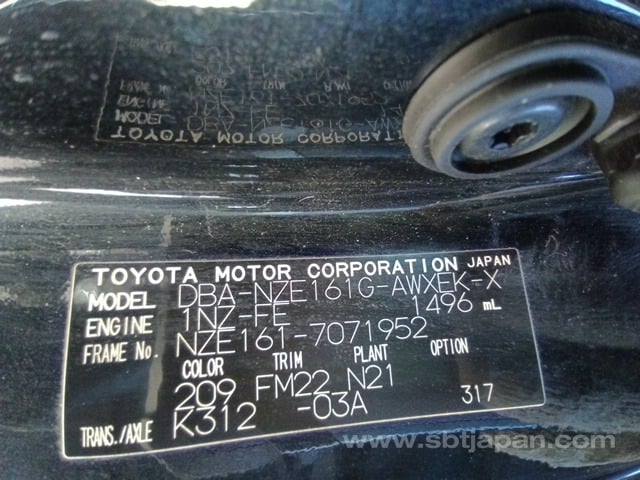 TOYOTA MOTOR CORPORATION JAPAN
MODEL DBA-NZE161G-AWXEK-X
ENGINE 1NZ-FE 1496 mL
FRAME No. NZE161-7071952
COLOR TRIM PLANT OPTION
209 FM22 N21
TRANS./AXLE K312 -03A 317
www.sbtjapan.com